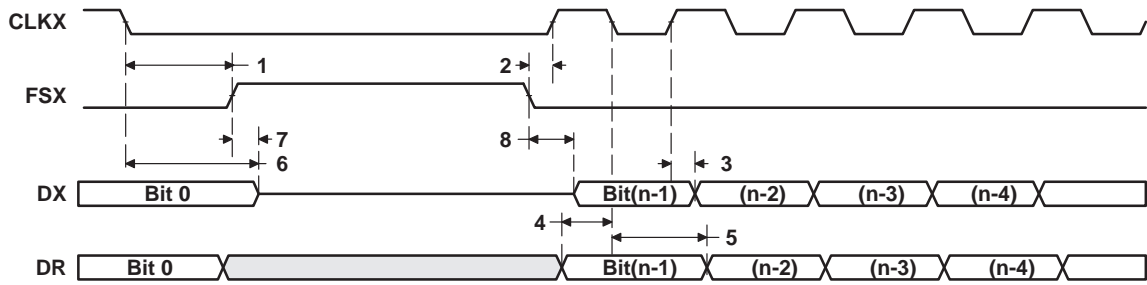 CLKX
1 2
FSX
7 8
6 3
DX Bit 0 Bit(n-1) (n-2) (n-3) (n-4)
4 5
DR Bit 0 Bit(n-1) (n-2) (n-3) (n-4)